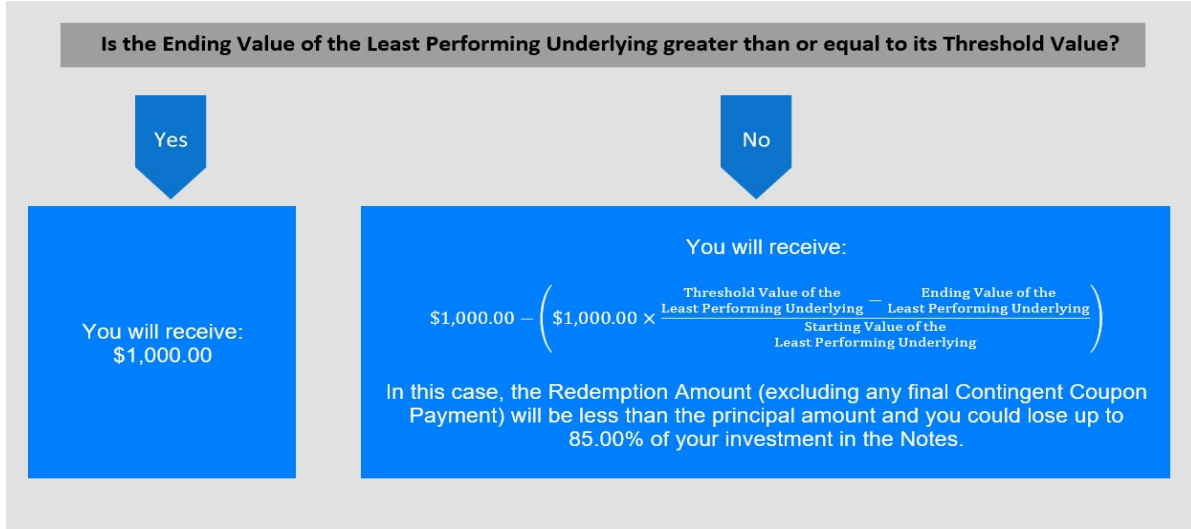 Is the Ending Value of the Least Performing Underlying greater than or equal to its Threshold Value?
Yes
No
You will receive:
$1,000.00
You will receive:
$1,000.00 − ($1,000.00 × (Threshold Value of the Least Performing Underlying − Ending Value of the Least Performing Underlying) / Starting Value of the Least Performing Underlying)
In this case, the Redemption Amount (excluding any final Contingent Coupon
Payment) will be less than the principal amount and you could lose up to
85.00% of your investment in the Notes.